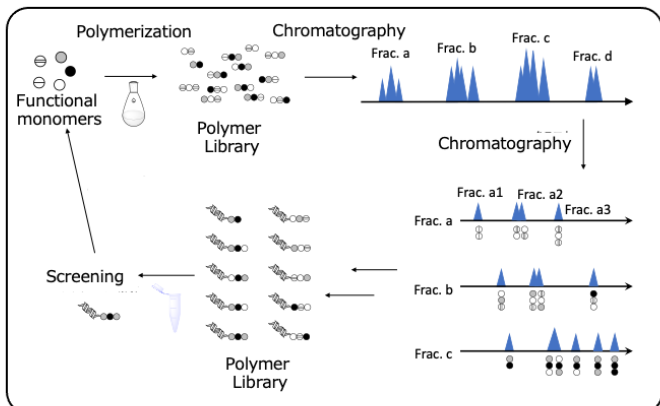 Polymerization
Chromatography
Frac. a
Frac. b
Frac. c
Frac. d
Functional
monomers
Polymer
Library
Chromatography
Frac. a1
Frac. a2
Frac. a3
Frac. a
Frac. b
Frac. c
Screening
Polymer
Library